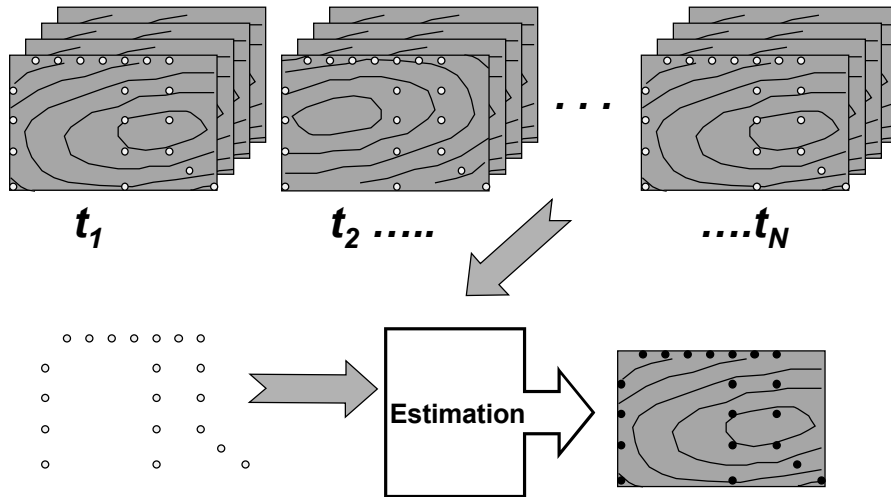 . . .
t1
t2 .....
....tN
Estimation